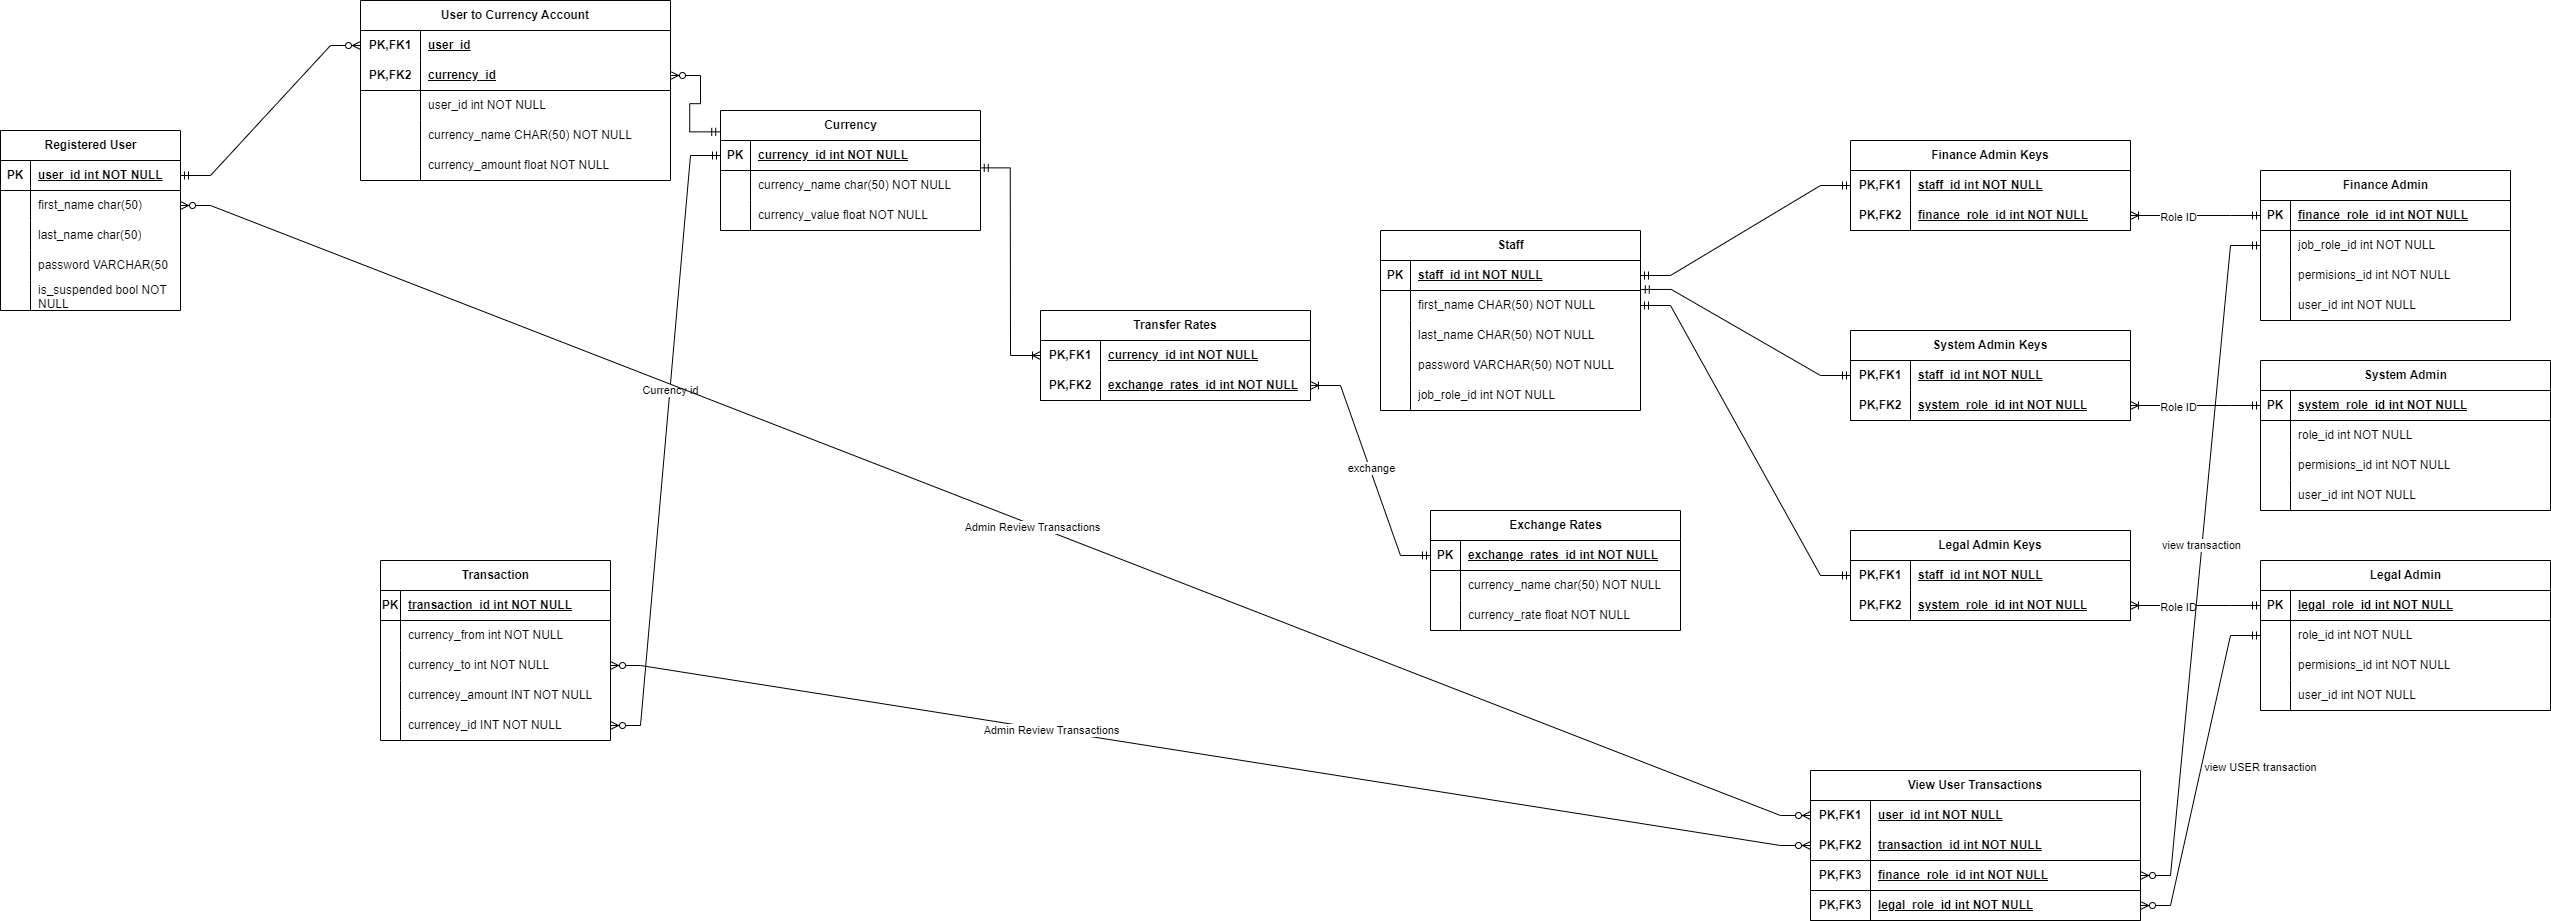 User to Currency Account
PK,FK1 user_id
PK,FK2 currency_id
user_id int NOT NULL
currency_name CHAR(50) NOT NULL
currency_amount float NOT NULL
Registered User
PK user_id int NOT NULL
first_name char(50)
last_name char(50)
password VARCHAR(50
is_suspended bool NOT
NULL
Currency
PK currency_id int NOT NULL
currency_name char(50) NOT NULL
currency_value float NOT NULL
Transfer Rates
PK,FK1 currency_id int NOT NULL
PK,FK2 exchange_rates_id int NOT NULL
Currency id
exchange
Admin Review Transactions
Transaction
PK transaction_id int NOT NULL
currency_from int NOT NULL
currency_to int NOT NULL
currencey_amount INT NOT NULL
currencey_id INT NOT NULL
Admin Review Transactions
Exchange Rates
PK exchange_rates_id int NOT NULL
currency_name char(50) NOT NULL
currency_rate float NOT NULL
Staff
PK staff_id int NOT NULL
first_name CHAR(50) NOT NULL
last_name CHAR(50) NOT NULL
password VARCHAR(50) NOT NULL
job_role_id int NOT NULL
Finance Admin Keys
PK,FK1 staff_id int NOT NULL
PK,FK2 finance_role_id int NOT NULL
Role ID
Finance Admin
PK finance_role_id int NOT NULL
job_role_id int NOT NULL
permisions_id int NOT NULL
user_id int NOT NULL
System Admin Keys
PK,FK1 staff_id int NOT NULL
PK,FK2 system_role_id int NOT NULL
Role ID
System Admin
PK system_role_id int NOT NULL
role_id int NOT NULL
permisions_id int NOT NULL
user_id int NOT NULL
view transaction
Legal Admin Keys
PK,FK1 staff_id int NOT NULL
PK,FK2 system_role_id int NOT NULL
Role ID
Legal Admin
PK legal_role_id int NOT NULL
role_id int NOT NULL
permisions_id int NOT NULL
user_id int NOT NULL
view USER transaction
View User Transactions
PK,FK1 user_id int NOT NULL
PK,FK2 transaction_id int NOT NULL
PK,FK3 finance_role_id int NOT NULL
PK,FK3 legal_role_id int NOT NULL